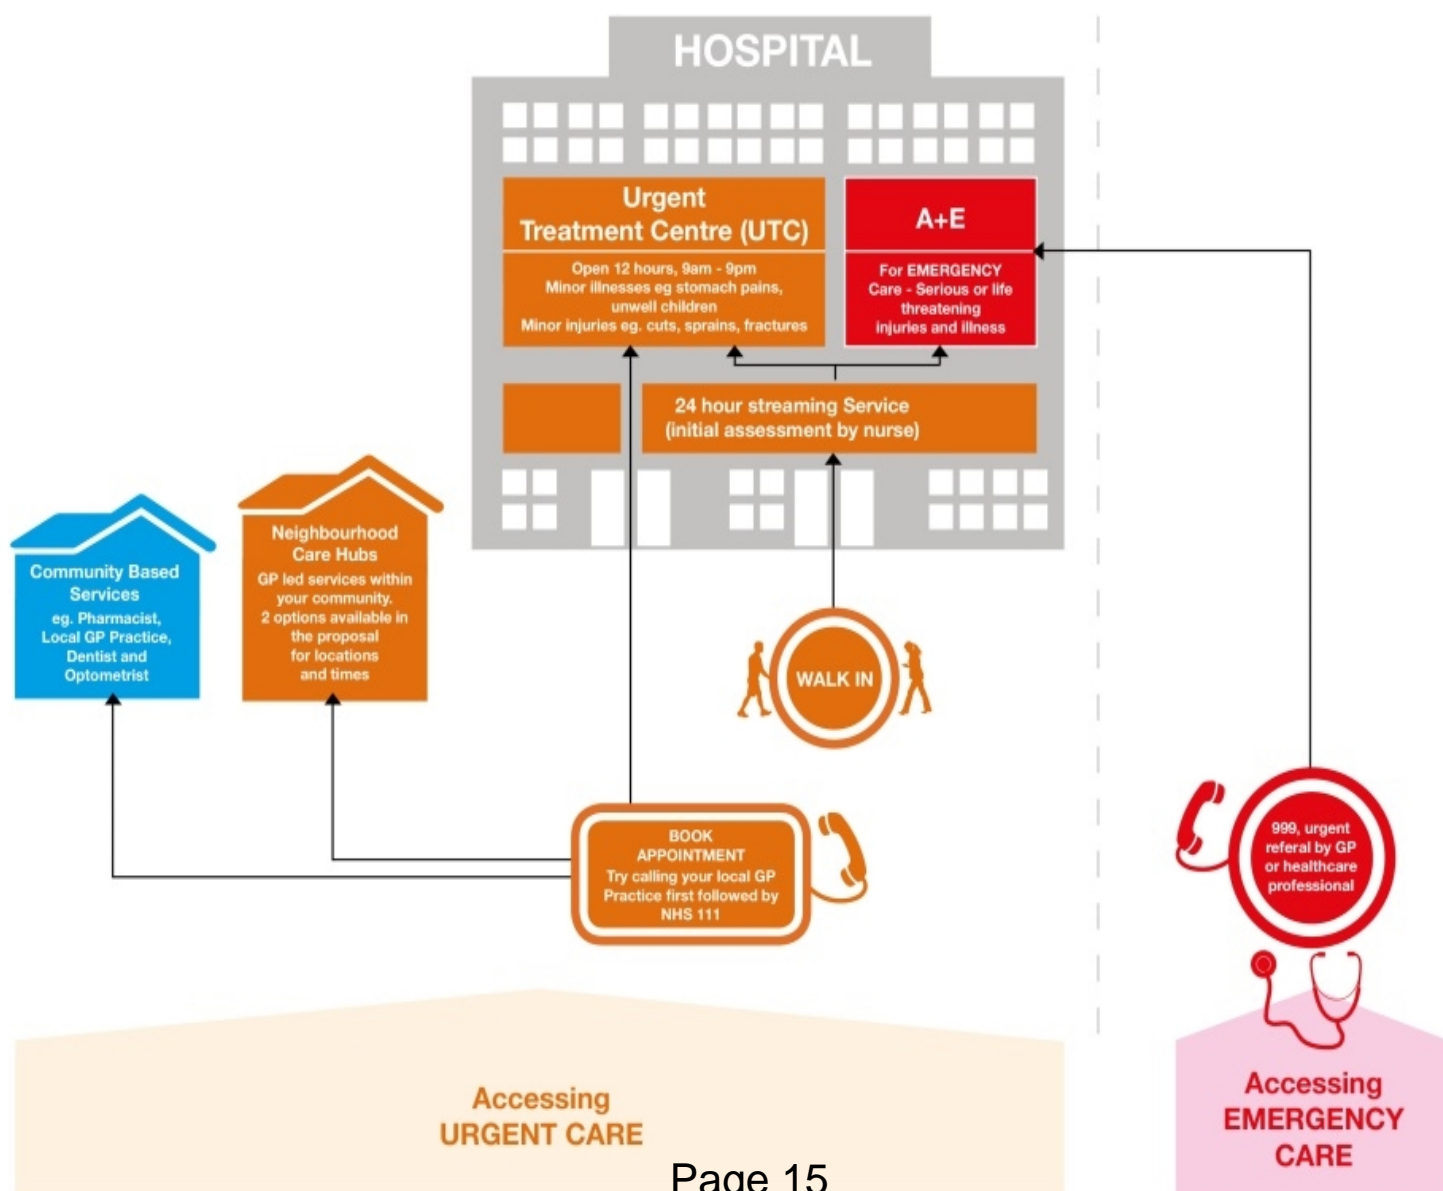 HOSPITAL
Urgent
Treatment Centre (UTC)
Open 12 hours, 9am - 9pm
Minor illnesses eg stomach pains,
unwell children
Minor injuries eg. cuts, sprains, fractures
A+E
For EMERGENCY
Care - Serious or life
threatening
injuries and illness
24 hour streaming Service
(initial assessment by nurse)
Community Based
Services
eg. Pharmacist,
Local GP Practice,
Dentist and
Optometrist
Neighbourhood
Care Hubs
GP led services within
your community.
2 options available in
the proposal
for locations
and times
WALK IN
BOOK
APPOINTMENT
Try calling your local GP
Practice first followed by
NHS 111
999, urgent
referal by GP
or healthcare
professional
Accessing
URGENT CARE
Accessing
EMERGENCY
CARE
Page 15